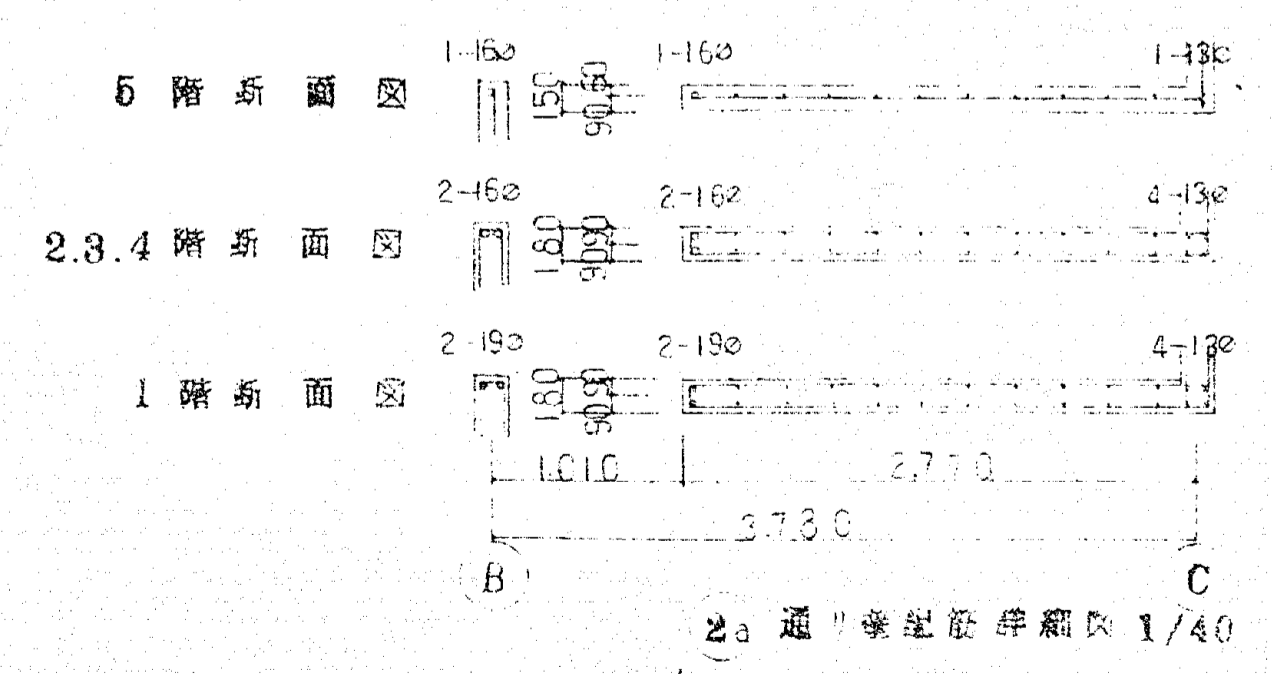 1-16φ 1-16φ 1-13φ
5階断面図 150 90 60
2-16φ 2-16φ 4-13φ
2.3.4階断面図 180 90 90
2-19φ 2-19φ 4-13φ
1階断面図 180 90 90
1.010 2.770
3.780
B C
2a 通り壁配筋詳細図 1/40